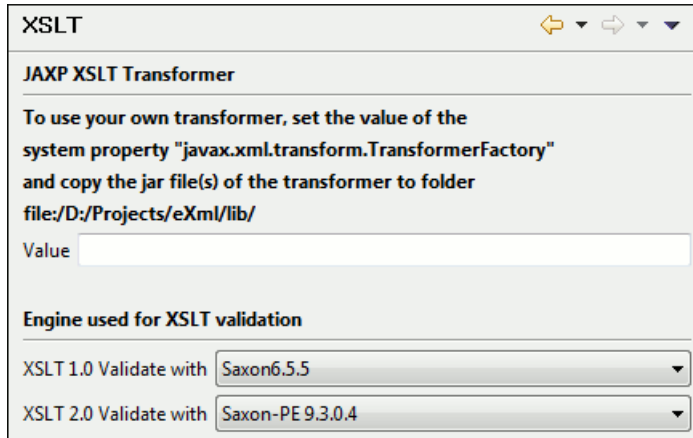 XSLT
JAXP XSLT Transformer
To use your own transformer, set the value of the
system property "javax.xml.transform.TransformerFactory"
and copy the jar file(s) of the transformer to folder
file:/D:/Projects/eXml/lib/
Value
Engine used for XSLT validation
XSLT 1.0 Validate with Saxon6.5.5
XSLT 2.0 Validate with Saxon-PE 9.3.0.4